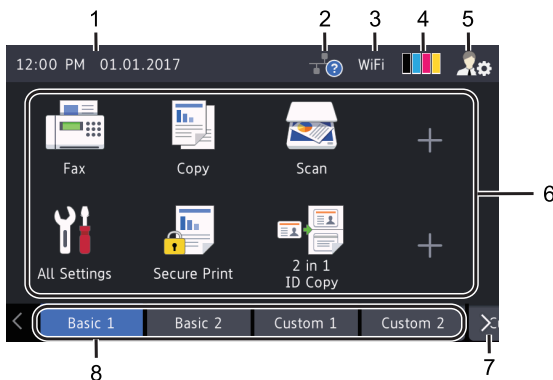 1 2 3 4 5
12:00 PM 01.01.2017 ? WiFi
Fax Copy Scan +
6
All Settings Secure Print 2 in 1 +
ID Copy
< Basic 1 Basic 2 Custom 1 Custom 2 >
8 7